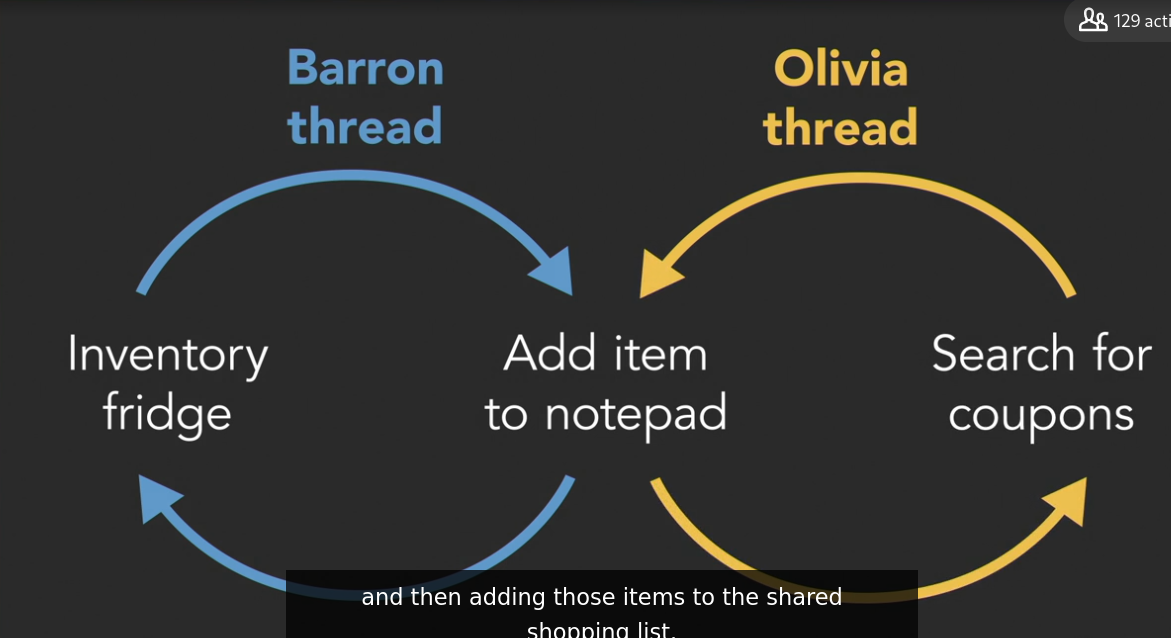 129 acti
Barron
thread
Olivia
thread
Inventory
fridge
Add item
to notepad
Search for
coupons
and then adding those items to the shared
shopping list.